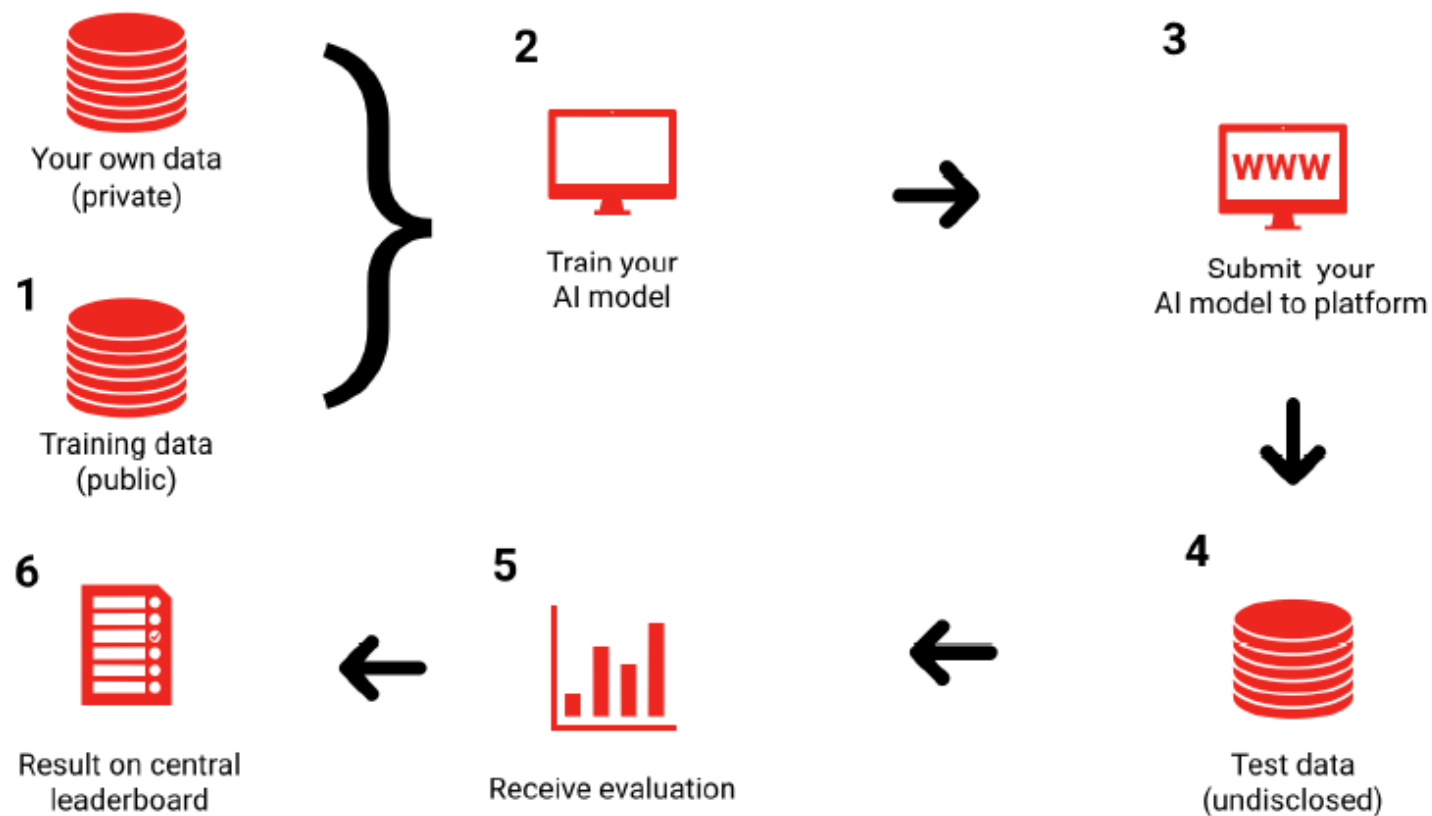 Your own data
(private)
1
Training data
(public)
2
Train your
AI model
3
WWW
Submit your
AI model to platform
4
Test data
(undisclosed)
5
Receive evaluation
6
Result on central
leaderboard